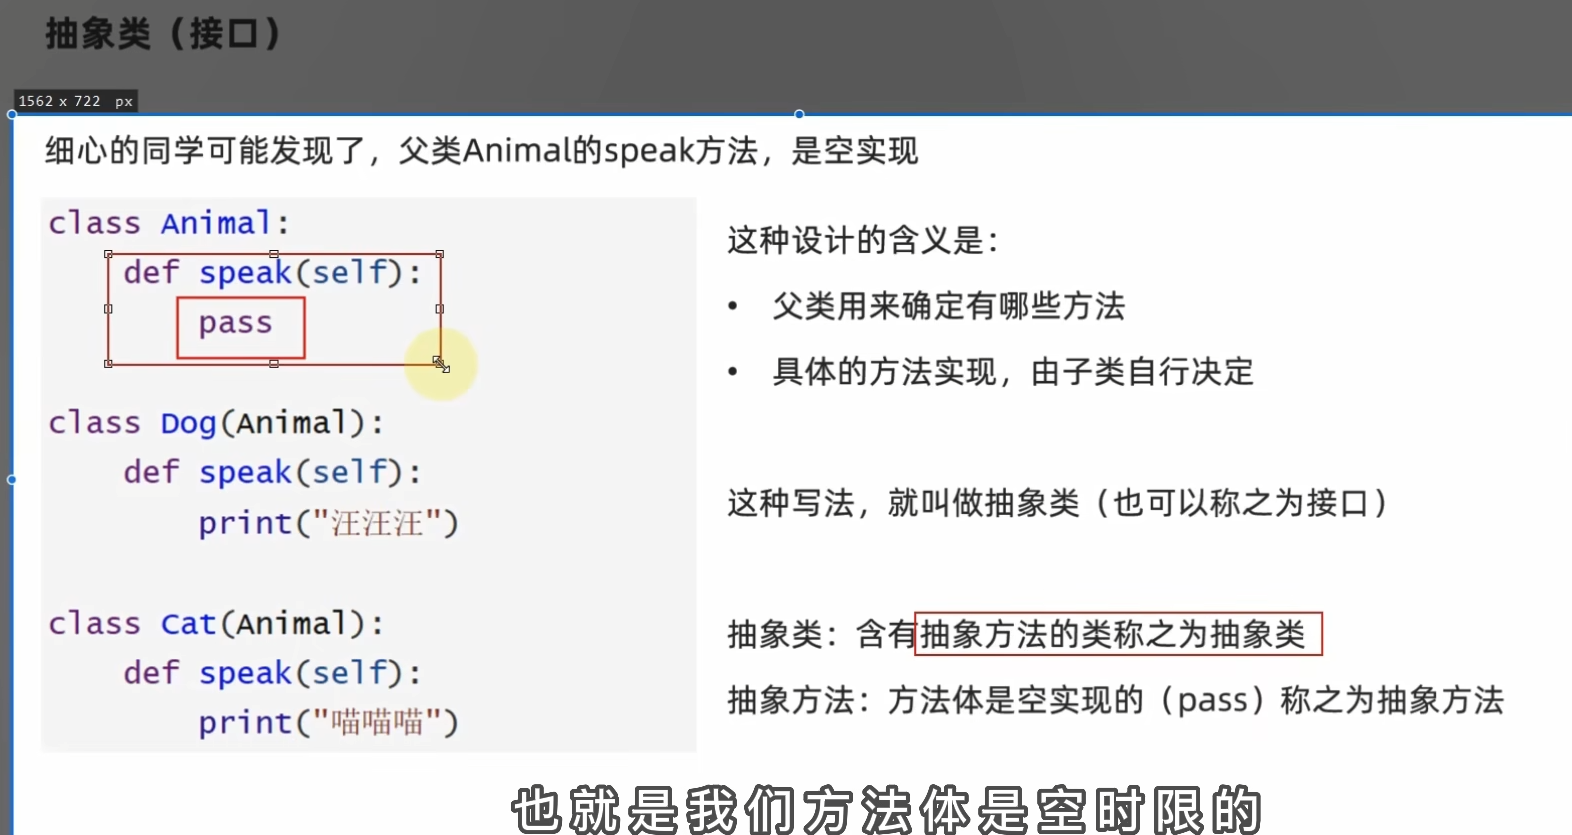 抽象类（接口）
1562 x 722 px
细心的同学可能发现了，父类Animal的speak方法，是空实现
class Animal:
    def speak(self):
        pass
class Dog(Animal):
    def speak(self):
        print("汪汪汪")
class Cat(Animal):
    def speak(self):
        print("喵喵喵")
这种设计的含义是：
• 父类用来确定有哪些方法
• 具体的方法实现，由子类自行决定
这种写法，就叫做抽象类（也可以称之为接口）
抽象类：含有抽象方法的类称之为抽象类
抽象方法：方法体是空实现的（pass）称之为抽象方法
也就是我们方法体是空时限的